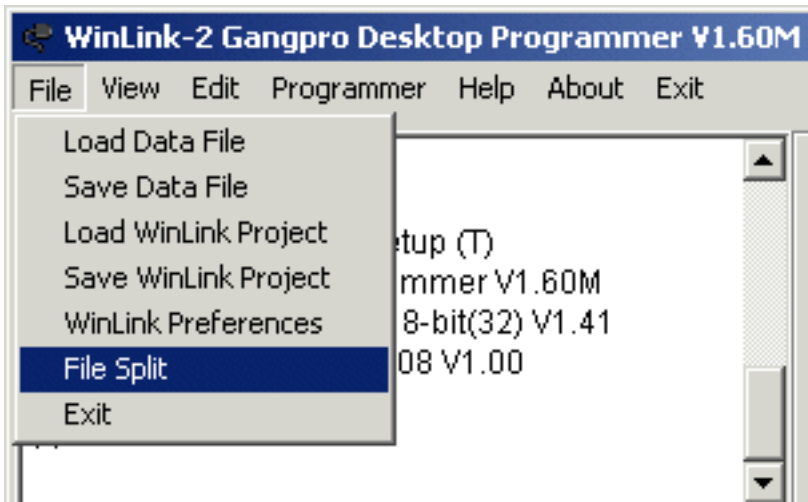 WinLink-2 Gangpro Desktop Programmer V1.60M
File View Edit Programmer Help About Exit
Load Data File
Save Data File
Load WinLink Project
Save WinLink Project
WinLink Preferences
File Split
Exit
(T)
V1.60M
8-bit(32) V1.41
08 V1.00